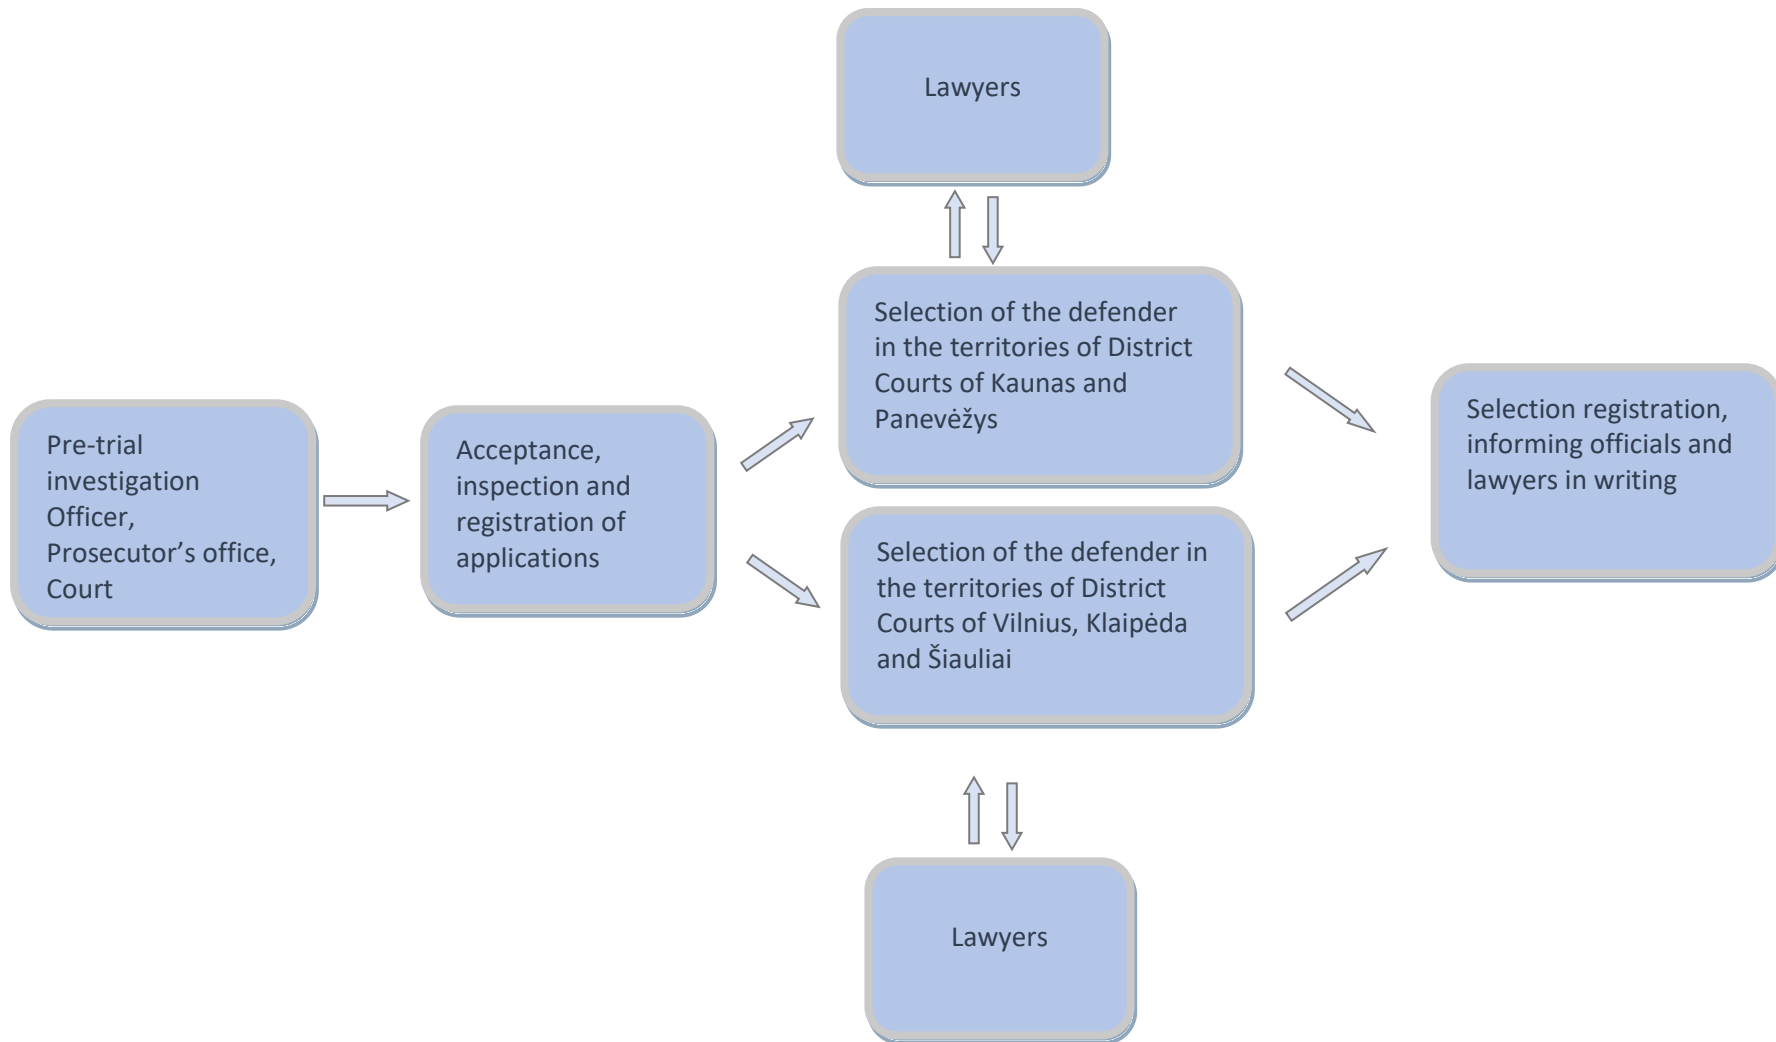 Lawyers
Selection of the defender
in the territories of District
Courts of Kaunas and
Panevėžys
Pre-trial
investigation
Officer,
Prosecutor’s office,
Court
Acceptance,
inspection and
registration of
applications
Selection registration,
informing officials and
lawyers in writing
Selection of the defender in
the territories of District
Courts of Vilnius, Klaipėda
and Šiauliai
Lawyers